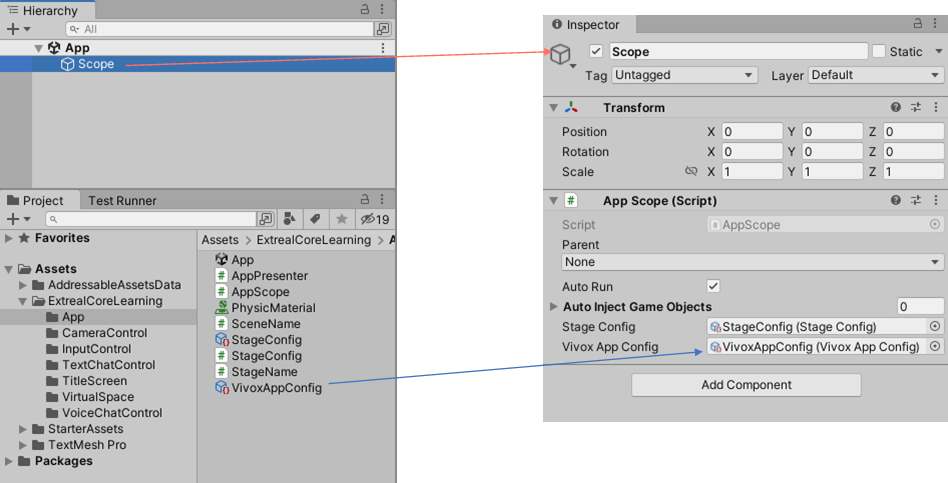 Hierarchy
All
App
Scope
Project
Test Runner
19
Favorites
Assets
AddressableAssetsData
ExtrealCoreLearning
App
CameraControl
InputControl
TextChatControl
TitleScreen
VirtualSpace
VoiceChatControl
StarterAssets
TextMesh Pro
Packages
Assets > ExtrealCoreLearning > A
App
AppPresenter
AppScope
PhysicMaterial
SceneName
StageConfig
StageConfig
StageName
VivoxAppConfig
Inspector
Scope
Static
Tag Untagged Layer Default
Transform
Position X 0 Y 0 Z 0
Rotation X 0 Y 0 Z 0
Scale X 1 Y 1 Z 1
# App Scope (Script)
Script AppScope
Parent
None
Auto Run
Auto Inject Game Objects 0
Stage Config StageConfig (Stage Config)
Vivox App Config VivoxAppConfig (Vivox App Config)
Add Component